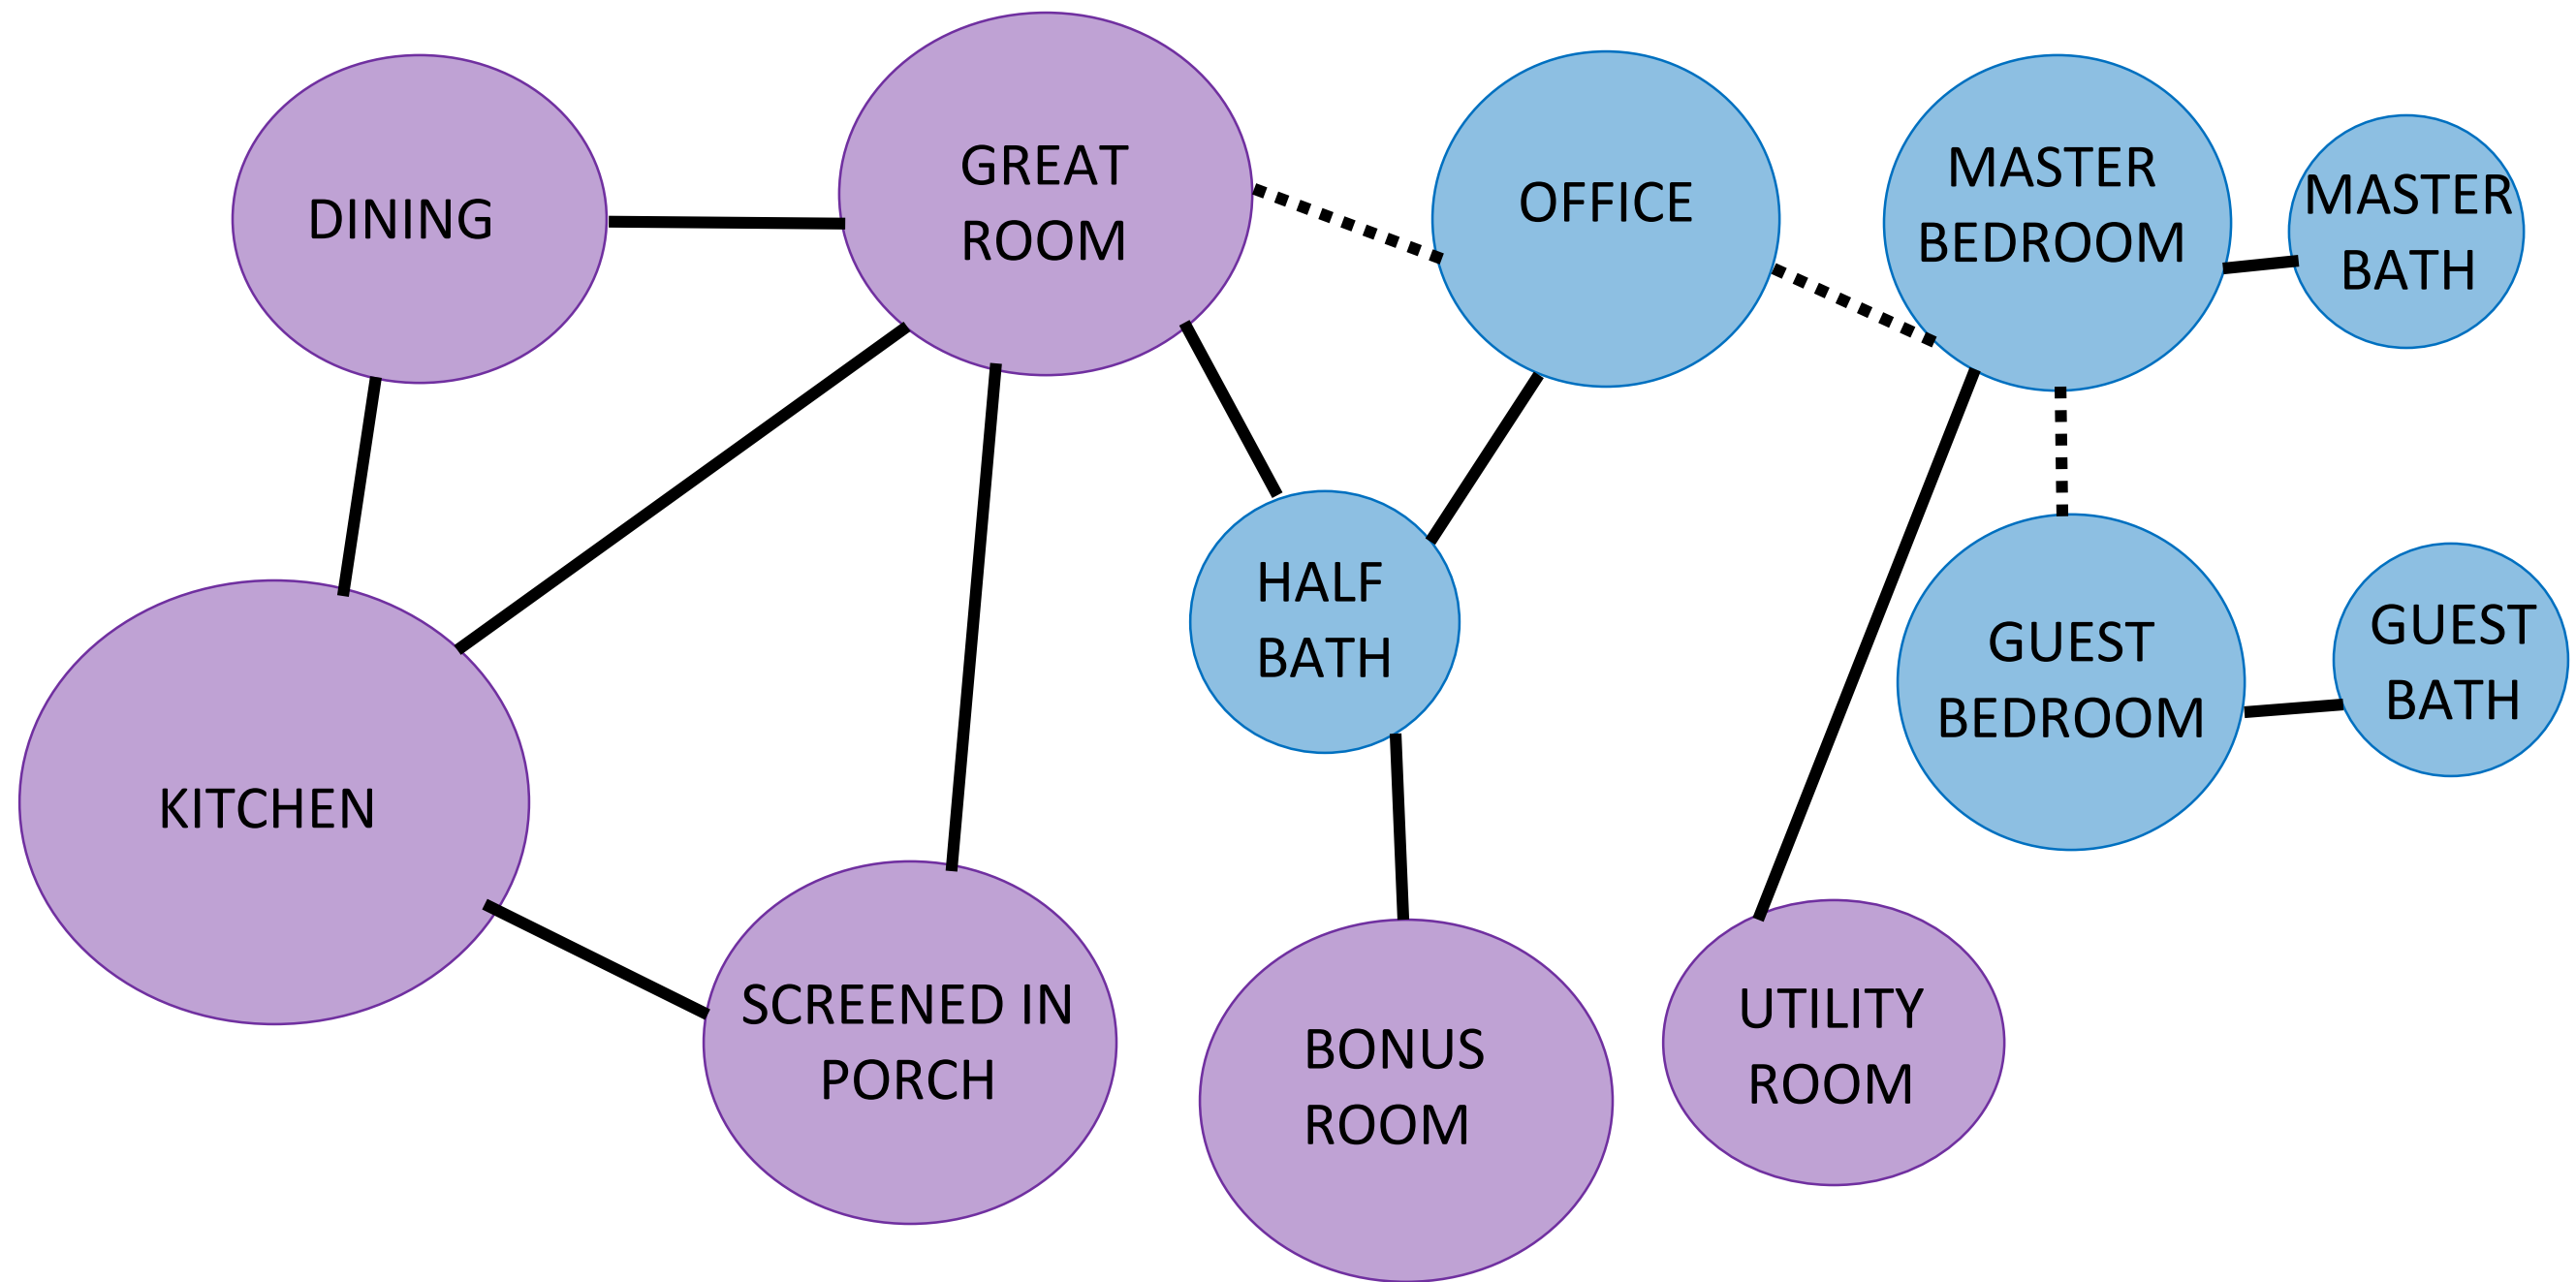 DINING
GREAT
ROOM
OFFICE
MASTER
BEDROOM
MASTER
BATH
HALF
BATH
GUEST
BEDROOM
GUEST
BATH
KITCHEN
SCREENED IN
PORCH
BONUS
ROOM
UTILITY
ROOM